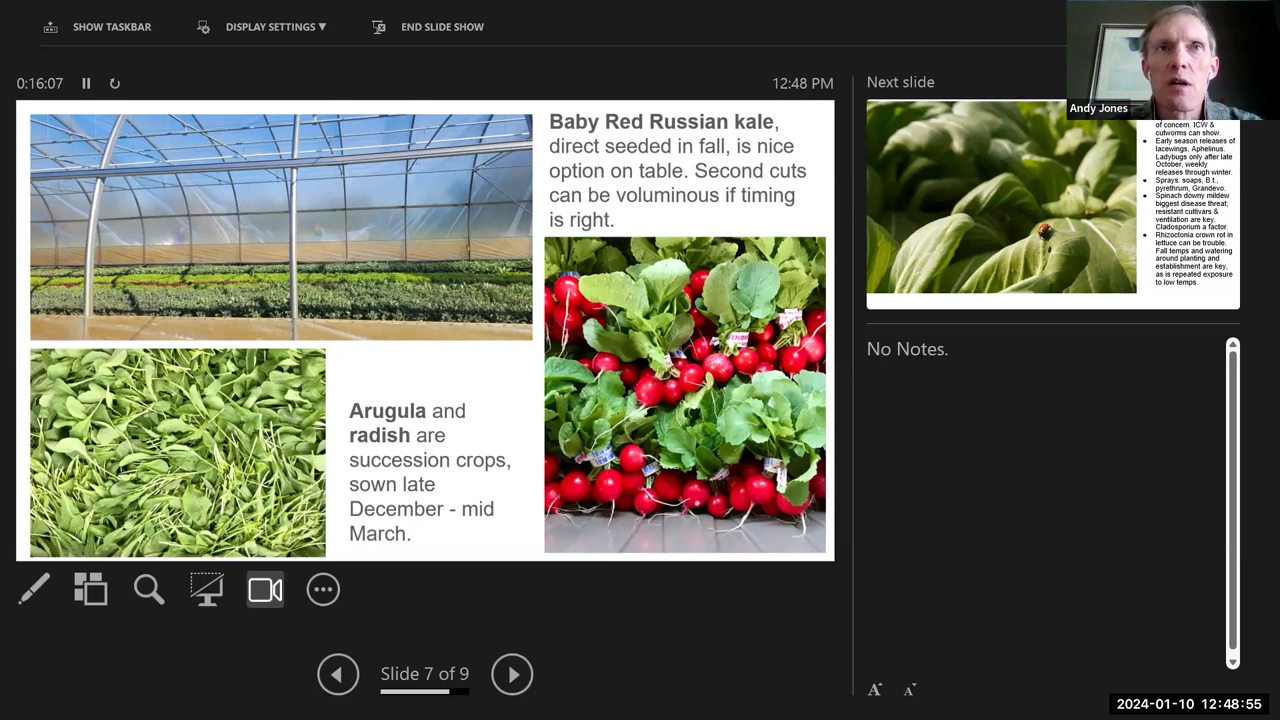 SHOW TASKBAR
DISPLAY SETTINGS ▼
END SLIDE SHOW
0:16:07
12:48 PM
Baby Red Russian kale,
direct seeded in fall, is nice
option on table. Second cuts
can be voluminous if timing
is right.
Arugula and
radish are
succession crops,
sown late
December - mid
March.
Slide 7 of 9
Next slide
Andy Jones
of concern. ICW &
cutworms can show.
● Early season releases of
lacewings, Aphelinus.
Ladybugs only after late
October, weekly
releases through winter.
● Sprays: soaps, B.t.,
pyrethrum, Grandevo.
● Spinach downy mildew
biggest disease threat;
resistant cultivars &
ventilation are key.
Cladosporium a factor.
● Rhizoctonia crown rot in
lettuce can be trouble.
Fall temps and watering
around planting and
establishment are key,
as is repeated exposure
to low temps.
No Notes.
A A
2024-01-10 12:48:55